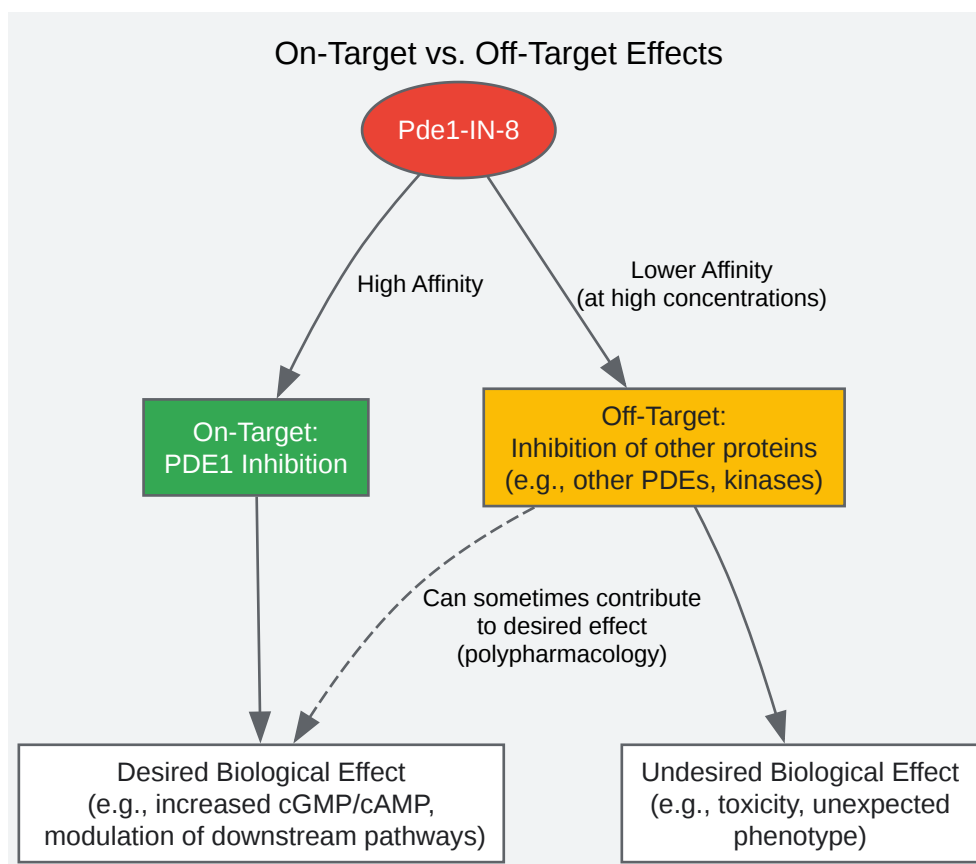 On-Target vs. Off-Target Effects
Pde1-IN-8
High Affinity
Lower Affinity
(at high concentrations)
On-Target:
PDE1 Inhibition
Off-Target:
Inhibition of other proteins
(e.g., other PDEs, kinases)
Can sometimes contribute
to desired effect
(polypharmacology)
Desired Biological Effect
(e.g., increased cGMP/cAMP,
modulation of downstream pathways)
Undesired Biological Effect
(e.g., toxicity, unexpected
phenotype)